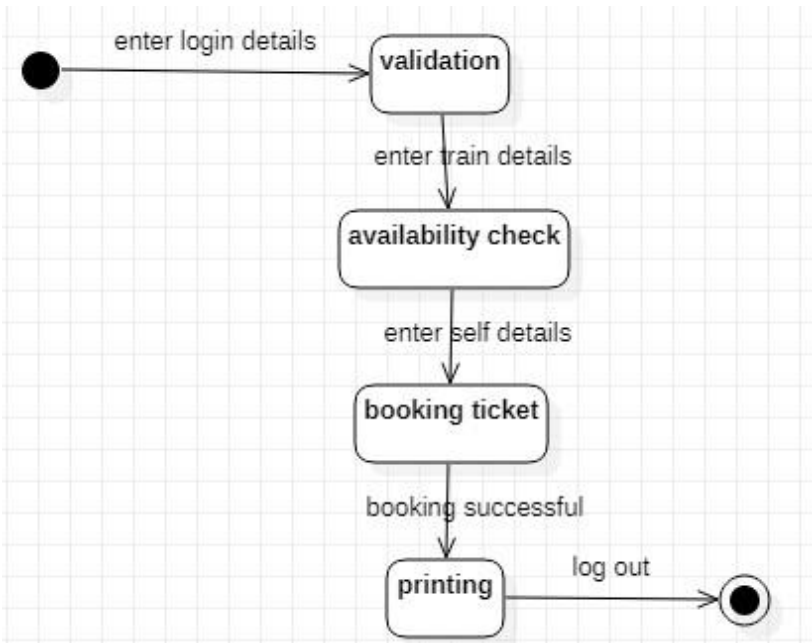 enter login details
validation
enter train details
availability check
enter self details
booking ticket
booking successful
printing
log out